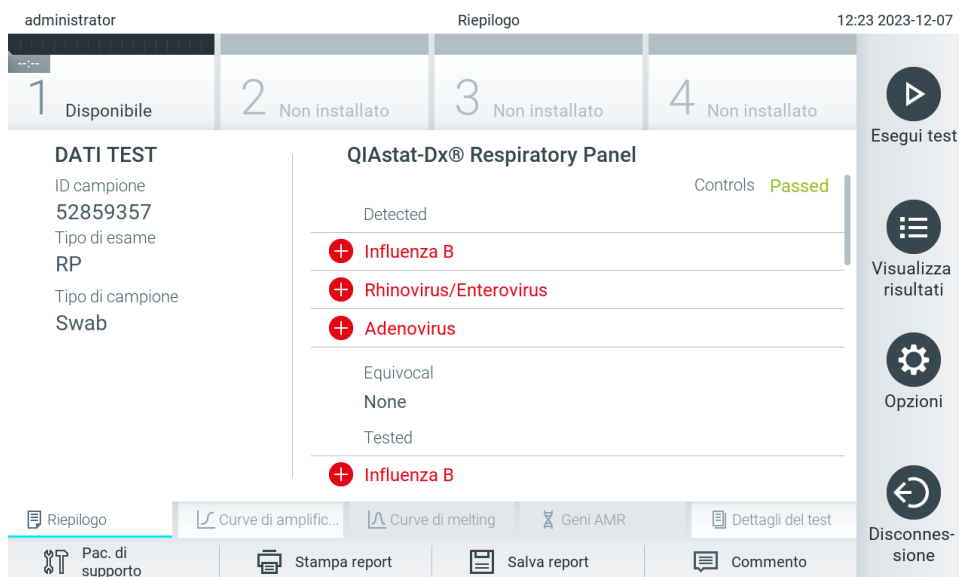 administrator
Riepilogo
12:23 2023-12-07
--:--
1 Disponibile
2 Non installato
3 Non installato
4 Non installato
Esegui test
DATI TEST
ID campione
52859357
Tipo di esame
RP
Tipo di campione
Swab
QIAstat-Dx® Respiratory Panel
Controls Passed
Detected
Influenza B
Rhinovirus/Enterovirus
Adenovirus
Equivocal
None
Tested
Influenza B
Visualizza
risultati
Opzioni
Disconnes-
sione
Riepilogo
Curve di amplific...
Curve di melting
Geni AMR
Dettagli del test
Pac. di
supporto
Stampa report
Salva report
Commento